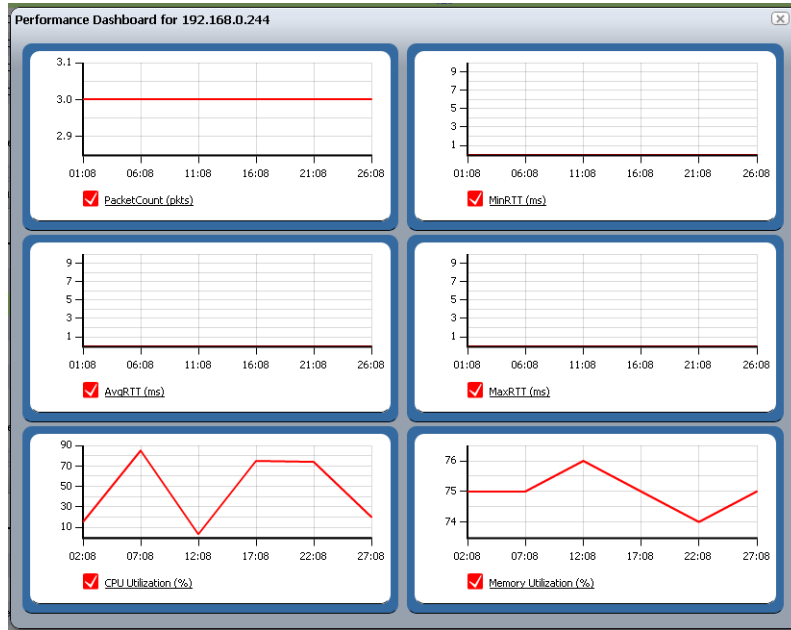 Performance Dashboard for 192.168.0.244
3.1
3.0
2.9
01:08 06:08 11:08 16:08 21:08 26:08
PacketCount (pkts)
9
7
5
3
1
01:08 06:08 11:08 16:08 21:08 26:08
MinRTT (ms)
9
7
5
3
1
01:08 06:08 11:08 16:08 21:08 26:08
AvgRTT (ms)
9
7
5
3
1
01:08 06:08 11:08 16:08 21:08 26:08
MaxRTT (ms)
90
70
50
30
10
02:08 07:08 12:08 17:08 22:08 27:08
CPU Utilization (%)
76
75
74
02:08 07:08 12:08 17:08 22:08 27:08
Memory Utilization (%)